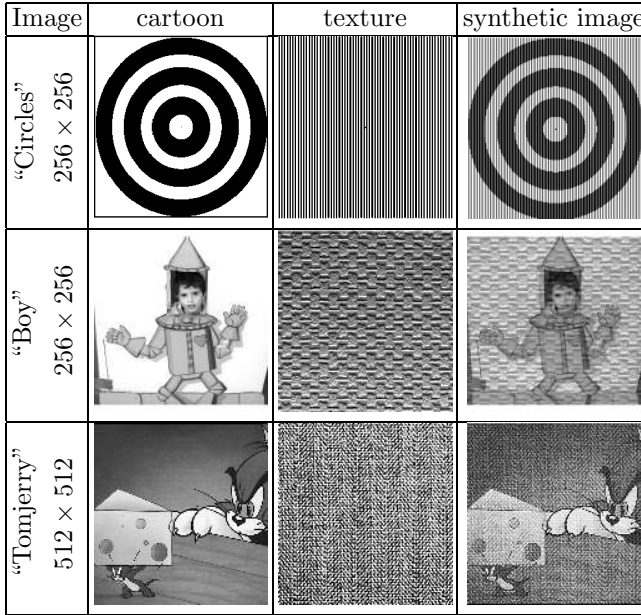 Image cartoon texture synthetic image
“Circles”
256 × 256
“Boy”
256 × 256
“Tomjerry”
512 × 512